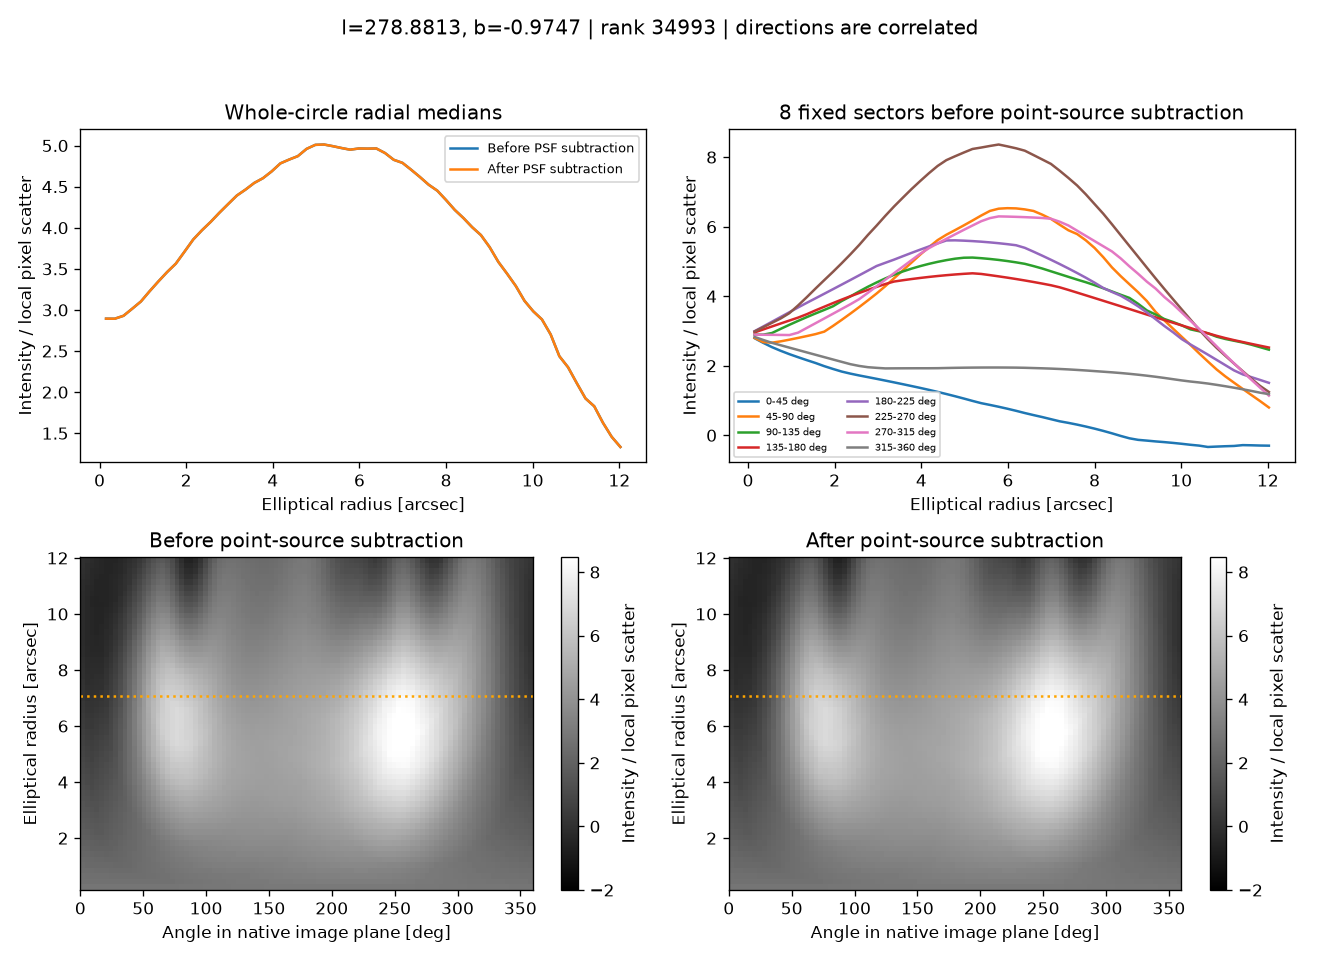 l=278.8813, b=-0.9747 | rank 34993 | directions are correlated
Whole-circle radial medians
Intensity / local pixel scatter
5.0
4.5
4.0
3.5
3.0
2.5
2.0
1.5
Before PSF subtraction
After PSF subtraction
0 2 4 6 8 10 12
Elliptical radius [arcsec]
8 fixed sectors before point-source subtraction
Intensity / local pixel scatter
8
6
4
2
0
0-45 deg
45-90 deg
90-135 deg
135-180 deg
180-225 deg
225-270 deg
270-315 deg
315-360 deg
0 2 4 6 8 10 12
Elliptical radius [arcsec]
Before point-source subtraction
Elliptical radius [arcsec]
12
10
8
6
4
2
0 50 100 150 200 250 300 350
Angle in native image plane [deg]
8
6
4
2
0
−2
Intensity / local pixel scatter
After point-source subtraction
Elliptical radius [arcsec]
12
10
8
6
4
2
0 50 100 150 200 250 300 350
Angle in native image plane [deg]
8
6
4
2
0
−2
Intensity / local pixel scatter